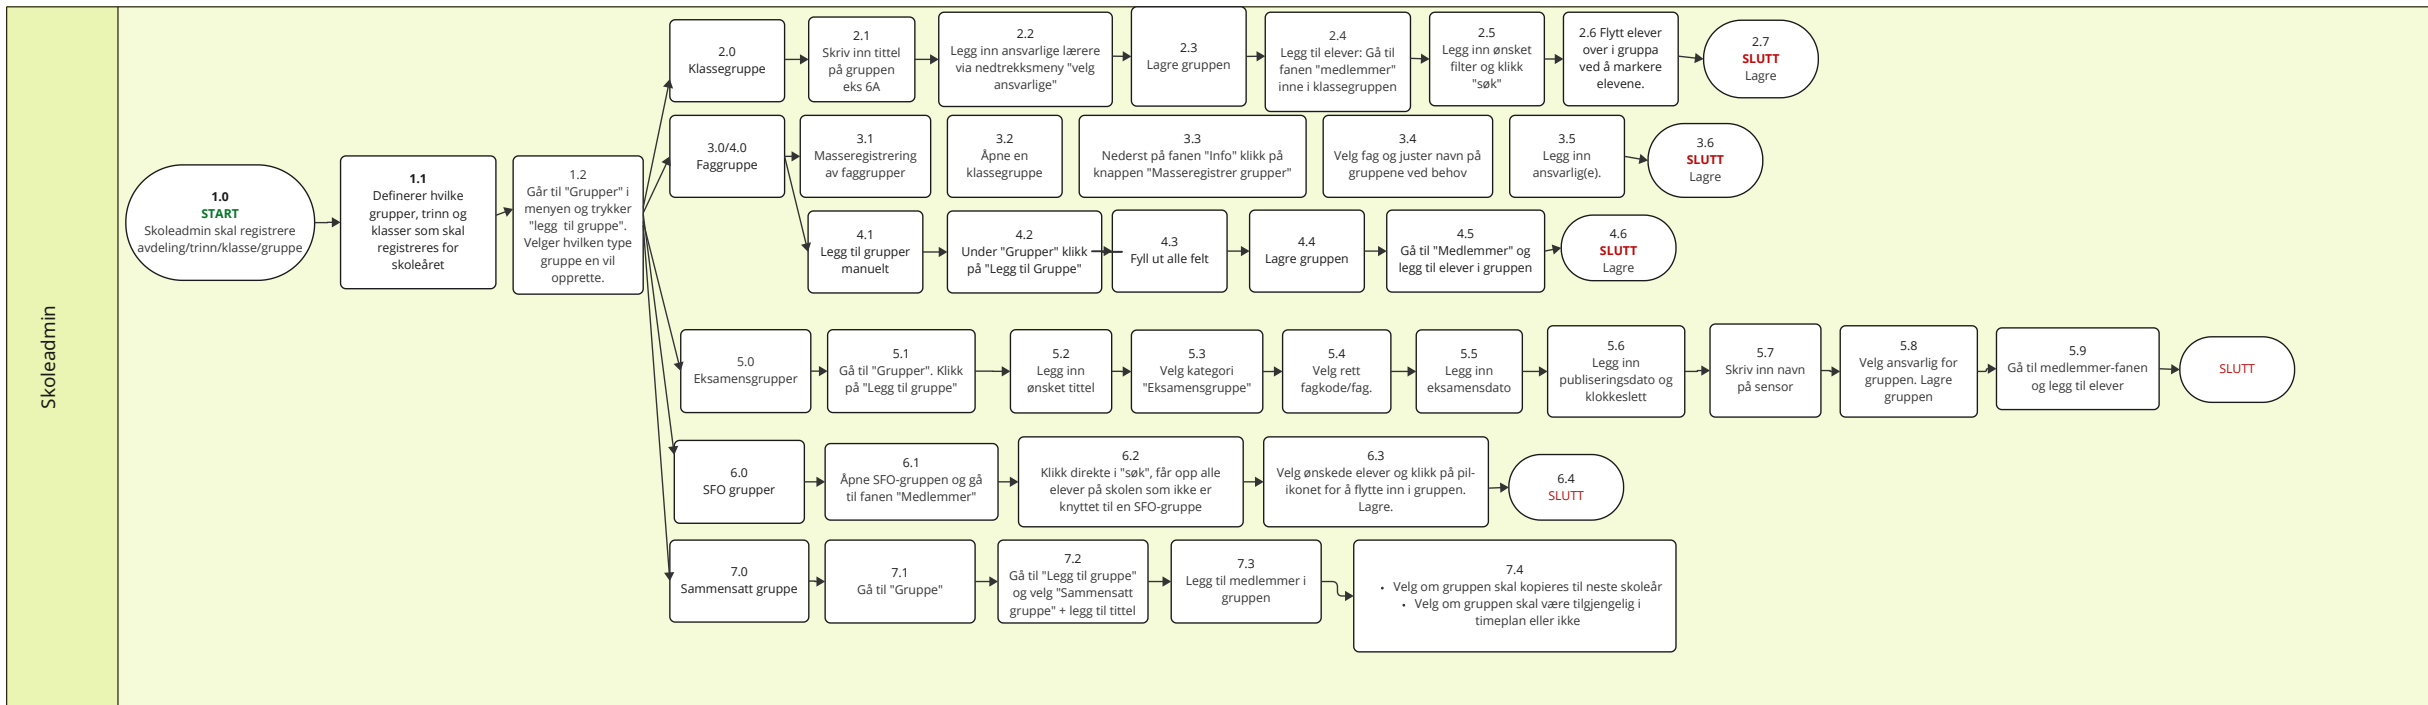 Skoleadmin
1.0
START
Skoleadmin skal registrere
avdeling/trinn/klasse/gruppe
1.1
Definerer hvilke
grupper, trinn og
klasser som skal
registreres for
skoleåret
1.2
Går til "Grupper" i
menyen og trykker
"legg til gruppe".
Velger hvilken type
gruppe en vil
opprette.
2.0
Klassegruppe
2.1
Skriv inn tittel
på gruppen
eks 6A
2.2
Legg inn ansvarlige lærere
via nedtrekksmeny "velg
ansvarlige"
2.3
Lagre gruppen
2.4
Legg til elever: Gå til
fanen "medlemmer"
inne i klassegruppen
2.5
Legg inn ønsket
filter og klikk
"søk"
2.6 Flytt elever
over i gruppa
ved å markere
elevene.
2.7
SLUTT
Lagre
3.0/4.0
Faggruppe
3.1
Masseregistrering
av faggrupper
3.2
Åpne en
klassegruppe
3.3
Nederst på fanen "Info" klikk på
knappen "Masseregistrer grupper"
3.4
Velg fag og juster navn på
gruppene ved behov
3.5
Legg inn
ansvarlig(e).
3.6
SLUTT
Lagre
4.1
Legg til grupper
manuelt
4.2
Under "Grupper" klikk
på "Legg til Gruppe"
4.3
Fyll ut alle felt
4.4
Lagre gruppen
4.5
Gå til "Medlemmer" og
legg til elever i gruppen
4.6
SLUTT
Lagre
5.0
Eksamensgrupper
5.1
Gå til "Grupper". Klikk
på "Legg til gruppe"
5.2
Legg inn
ønsket tittel
5.3
Velg kategori
"Eksamensgruppe"
5.4
Velg rett
fagkode/fag.
5.5
Legg inn
eksamensdato
5.6
Legg inn
publiseringsdato og
klokkeslett
5.7
Skriv inn navn
på sensor
5.8
Velg ansvarlig for
gruppen. Lagre
gruppen
5.9
Gå til medlemmer-fanen
og legg til elever
SLUTT
6.0
SFO grupper
6.1
Åpne SFO-gruppen og gå
til fanen "Medlemmer"
6.2
Klikk direkte i "søk", får opp alle
elever på skolen som ikke er
knyttet til en SFO-gruppe
6.3
Velg ønskede elever og klikk på pil-
ikonet for å flytte inn i gruppen.
Lagre.
6.4
SLUTT
7.0
Sammensatt gruppe
7.1
Gå til "Gruppe"
7.2
Gå til "Legg til gruppe"
og velg "Sammensatt
gruppe" + legg til tittel
7.3
Legg til medlemmer i
gruppen
7.4
• Velg om gruppen skal kopieres til neste skoleår
• Velg om gruppen skal være tilgjengelig i
timeplan eller ikke